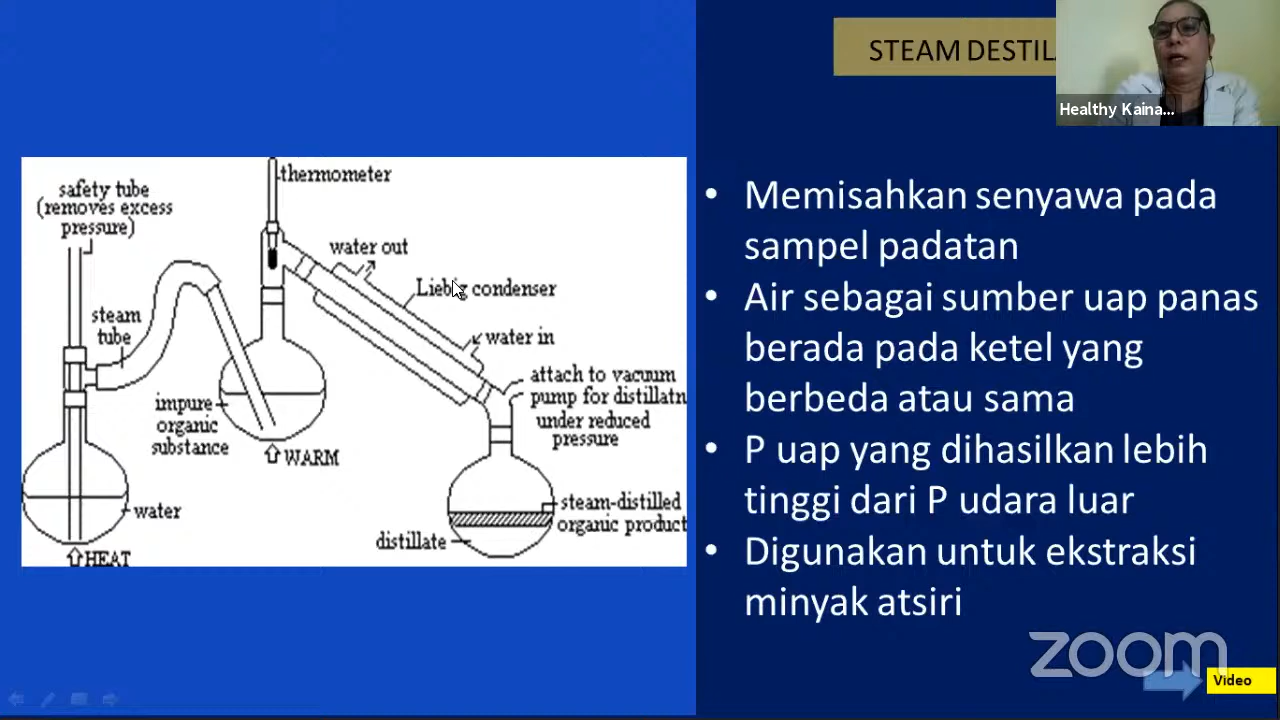 STEAM DESTILA
Healthy Kaina...
thermometer
safety tube
(removes excess
pressure)
water out
Liebig condenser
steam
tube
water in
attach to vacuum
pump for distillatn
under reduced
pressure
impure
organic
substance
WARM
water
steam-distilled
organic product
distillate
HEAT
• Memisahkan senyawa pada
sampel padatan
• Air sebagai sumber uap panas
berada pada ketel yang
berbeda atau sama
• P uap yang dihasilkan lebih
tinggi dari P udara luar
• Digunakan untuk ekstraksi
minyak atsiri
zoom
Video